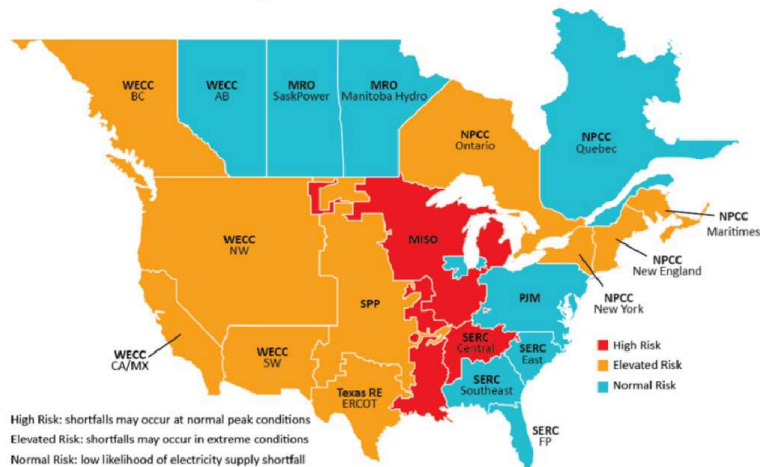 WECC
BC
WECC
AB
MRO
SaskPower
MRO
Manitoba Hydro
NPCC
Ontario
NPCC
Quebec
NPCC
Maritimes
NPCC
New England
NPCC
New York
WECC
NW
MISO
SPP
PJM
WECC
CA/MX
WECC
SW
Texas RE
ERCOT
SERC
Central
SERC
East
SERC
Southeast
SERC
FP
High Risk
Elevated Risk
Normal Risk
High Risk: shortfalls may occur at normal peak conditions
Elevated Risk: shortfalls may occur in extreme conditions
Normal Risk: low likelihood of electricity supply shortfall